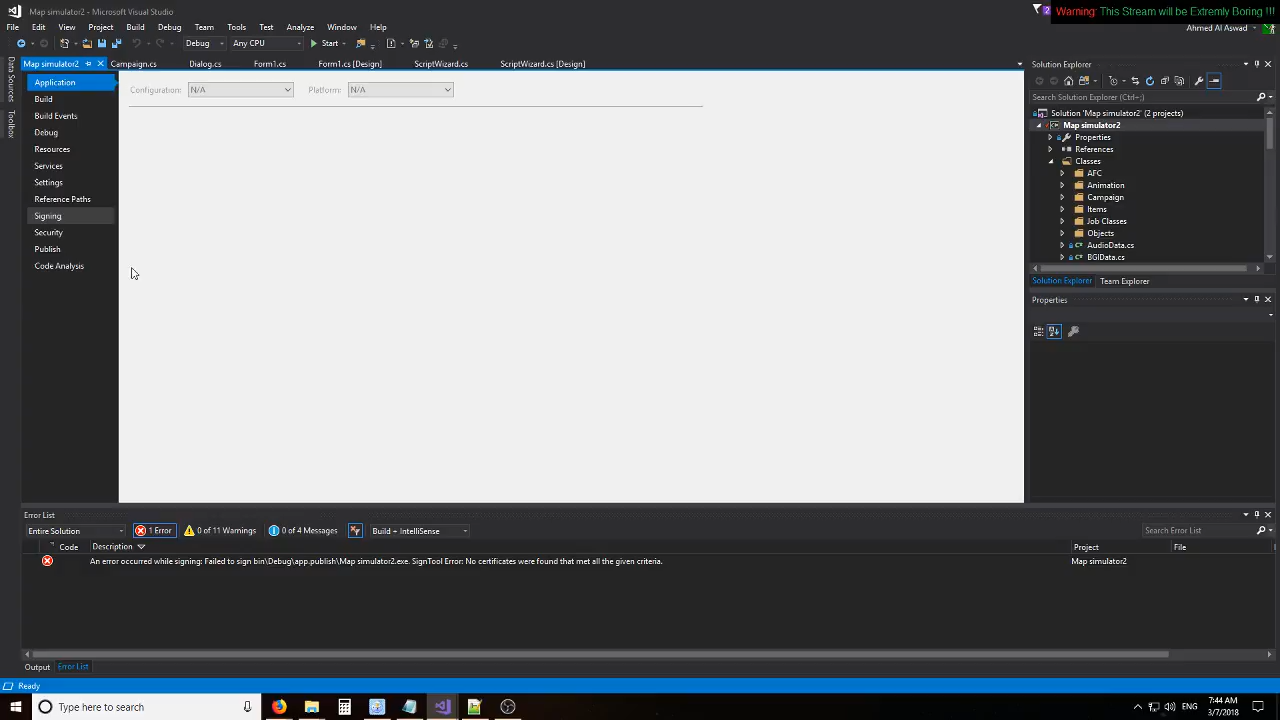 Map simulator2 - Microsoft Visual Studio
2
Warning: This Stream will be Extremly Boring !!!
File Edit View Project Build Debug Team Tools Test Analyze Window Help
Ahmed Al Aswad
Debug Any CPU Start
Data Sources
Toolbox
Map simulator2 Campaign.cs Dialog.cs Form1.cs Form1.cs [Design] ScriptWizard.cs ScriptWizard.cs [Design]
Application
Build
Build Events
Debug
Resources
Services
Settings
Reference Paths
Signing
Security
Publish
Code Analysis
Configuration: N/A Platform: N/A
Solution Explorer
Search Solution Explorer (Ctrl+;)
Solution 'Map simulator2' (2 projects)
Map simulator2
Properties
References
Classes
AFC
Animation
Campaign
Items
Job Classes
Objects
AudioData.cs
BGIData.cs
Solution Explorer Team Explorer
Properties
Error List
Entire Solution 1 Error 0 of 11 Warnings 0 of 4 Messages Build + IntelliSense Search Error List
Code Description Project File
An error occurred while signing: Failed to sign bin\Debug\app.publish\Map simulator2.exe. SignTool Error: No certificates were found that met all the given criteria. Map simulator2
Output Error List
Ready
Type here to search
ENG
7:44 AM
3/7/2018